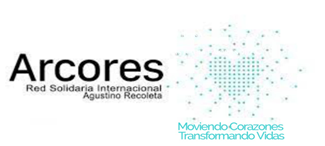 Arcores
Red Solidaria Internacional
Agustino Recoleta
Moviendo Corazones
Transformando Vidas